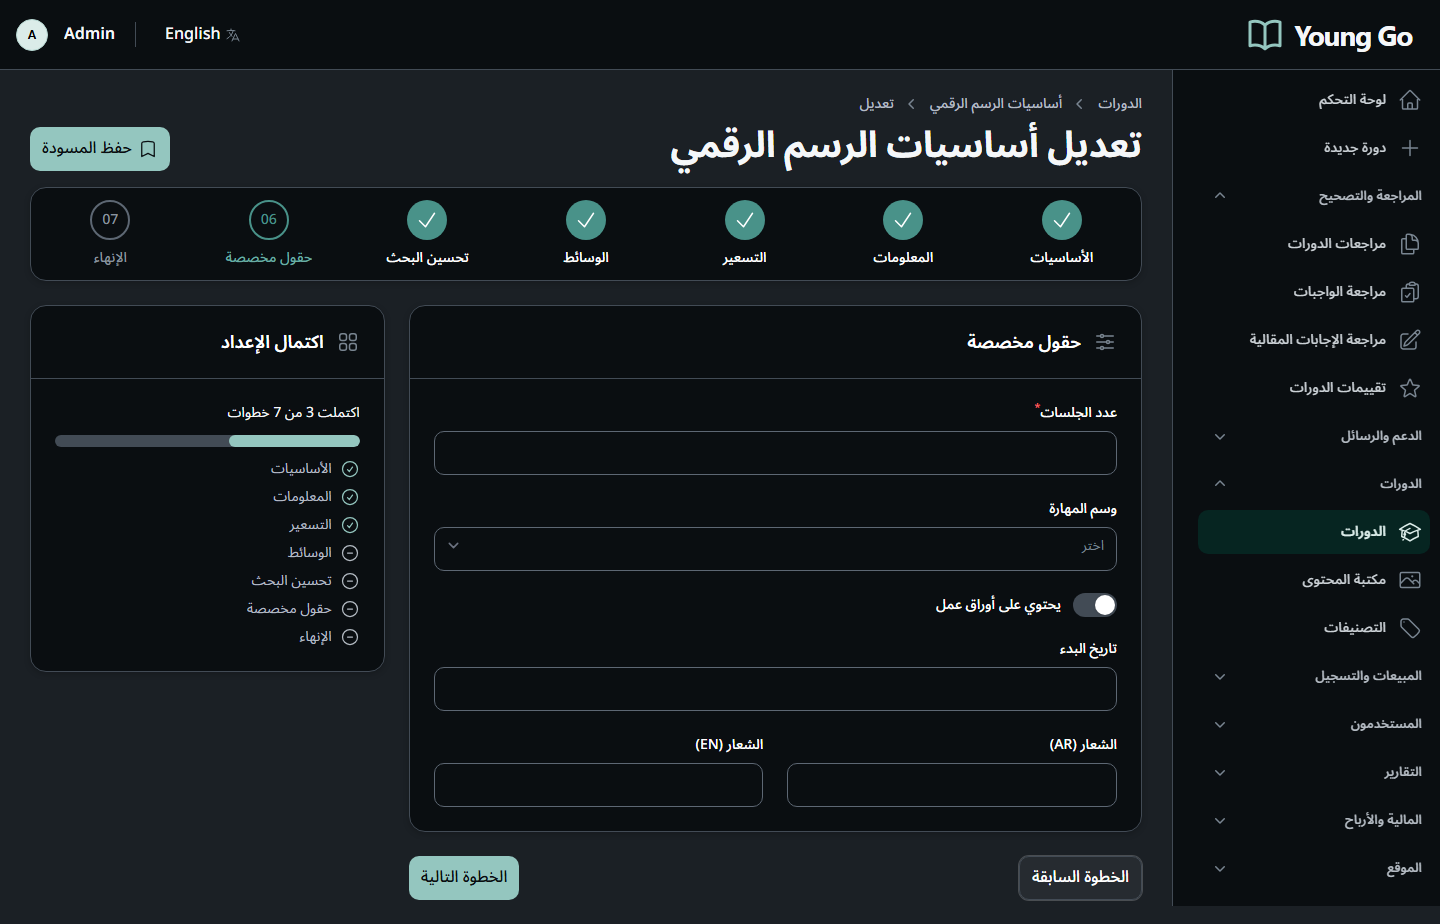 Young Go
English
Admin
A
لوحة التحكم
دورة جديدة
المراجعة والتصحيح
مراجعات الدورات
مراجعة الواجبات
مراجعة الإجابات المقالية
تقييمات الدورات
الدعم والرسائل
الدورات
الدورات
مكتبة المحتوى
التصنيفات
المبيعات والتسجيل
المستخدمون
التقارير
المالية والأرباح
الموقع
الدورات
أساسيات الرسم الرقمي
تعديل
تعديل أساسيات الرسم الرقمي
حفظ المسودة
الأساسيات
المعلومات
التسعير
الوسائط
تحسين البحث
06
حقول مخصصة
07
الإنهاء
حقول مخصصة
عدد الجلسات*
وسم المهارة
اختر
يحتوي على أوراق عمل
تاريخ البدء
الشعار (AR)
الشعار (EN)
الخطوة السابقة
الخطوة التالية
اكتمال الإعداد
اكتملت 3 من 7 خطوات
الأساسيات
المعلومات
التسعير
الوسائط
تحسين البحث
حقول مخصصة
الإنهاء